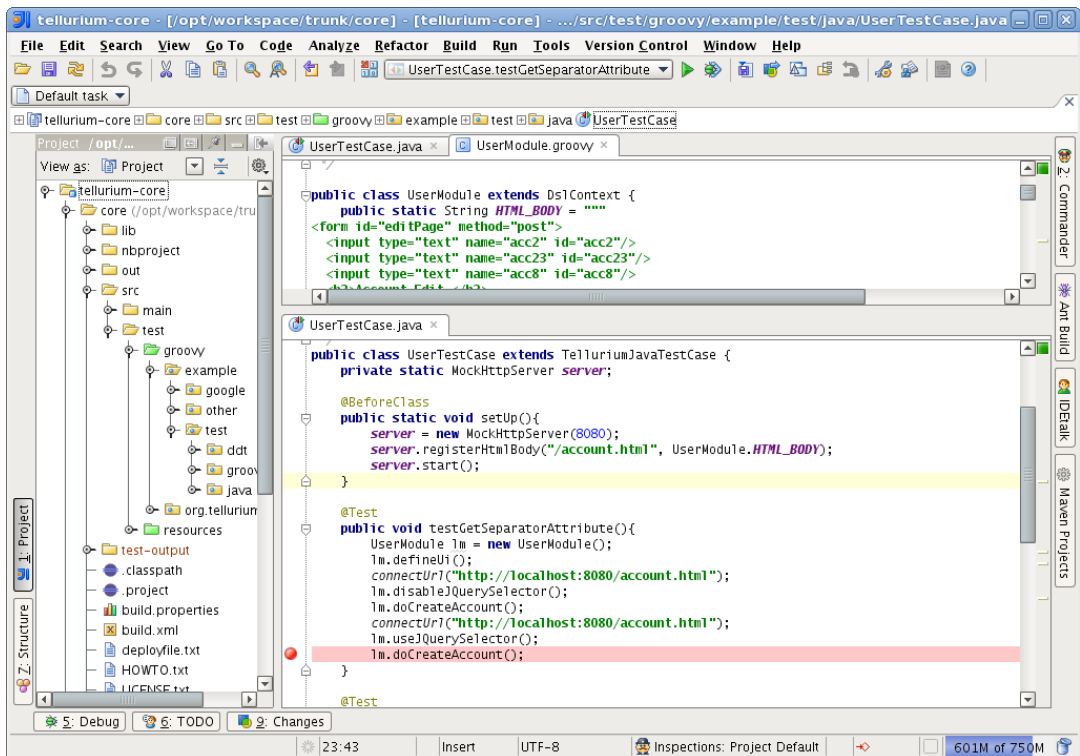 tellurium-core - [/opt/workspace/trunk/core] - [tellurium-core] - .../src/test/groovy/example/test/java/UserTestCase.java
File Edit Search View Go To Code Analyze Refactor Build Run Tools Version Control Window Help
UserTestCase.testGetSeparatorAttribute
Default task
tellurium-core core src test groovy example test java UserTestCase
Project /opt/...
View as: Project
tellurium-core
core (/opt/workspace/tru
lib
nbproject
out
src
main
test
groovy
example
google
other
test
ddt
groov
java
org.tellurium
resources
test-output
.classpath
.project
build.properties
build.xml
deployfile.txt
HOWTO.txt
LICENSE.txt
1: Project
7: Structure
UserTestCase.java × UserModule.groovy ×
*/
public class UserModule extends DslContext {
public static String HTML_BODY = """
<form id="editPage" method="post">
<input type="text" name="acc2" id="acc2"/>
<input type="text" name="acc23" id="acc23"/>
<input type="text" name="acc8" id="acc8"/>
<h2>Account Edit </h2>
UserTestCase.java ×
public class UserTestCase extends TelluriumJavaTestCase {
private static MockHttpServer server;
@BeforeClass
public static void setUp(){
server = new MockHttpServer(8080);
server.registerHtmlBody("/account.html", UserModule.HTML_BODY);
server.start();
}
@Test
public void testGetSeparatorAttribute(){
UserModule lm = new UserModule();
lm.defineUi();
connectUrl("http://localhost:8080/account.html");
lm.disableJQuerySelector();
lm.doCreateAccount();
connectUrl("http://localhost:8080/account.html");
lm.useJQuerySelector();
lm.doCreateAccount();
}
@Test
2: Commander
Ant Build
IDEtalk
Maven Projects
5: Debug 6: TODO 9: Changes
23:43 Insert UTF-8 Inspections: Project Default 601M of 750M